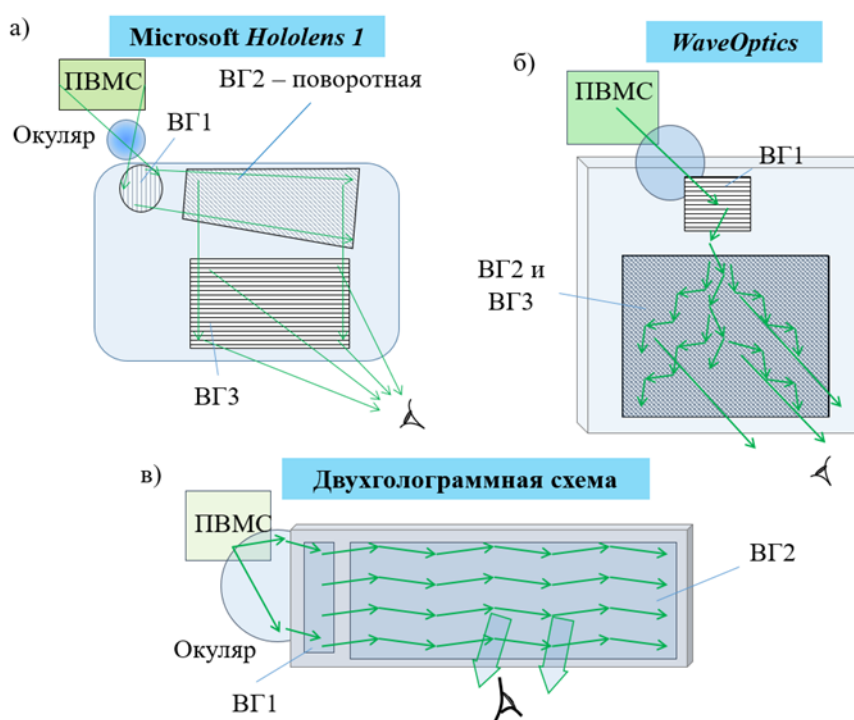 а)
Microsoft Hololens 1
ПВМС
Окуляр
ВГ1
ВГ2 – поворотная
ВГ3
б)
WaveOptics
ПВМС
ВГ1
ВГ2 и
ВГ3
в)
Двухголограммная схема
ПВМС
Окуляр
ВГ1
ВГ2